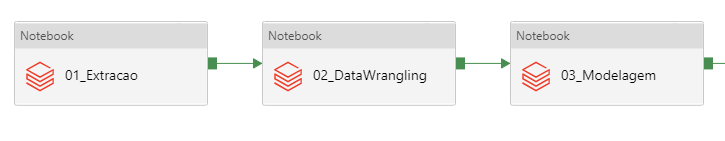 Notebook
01_Extracao
Notebook
02_DataWrangling
Notebook
03_Modelagem